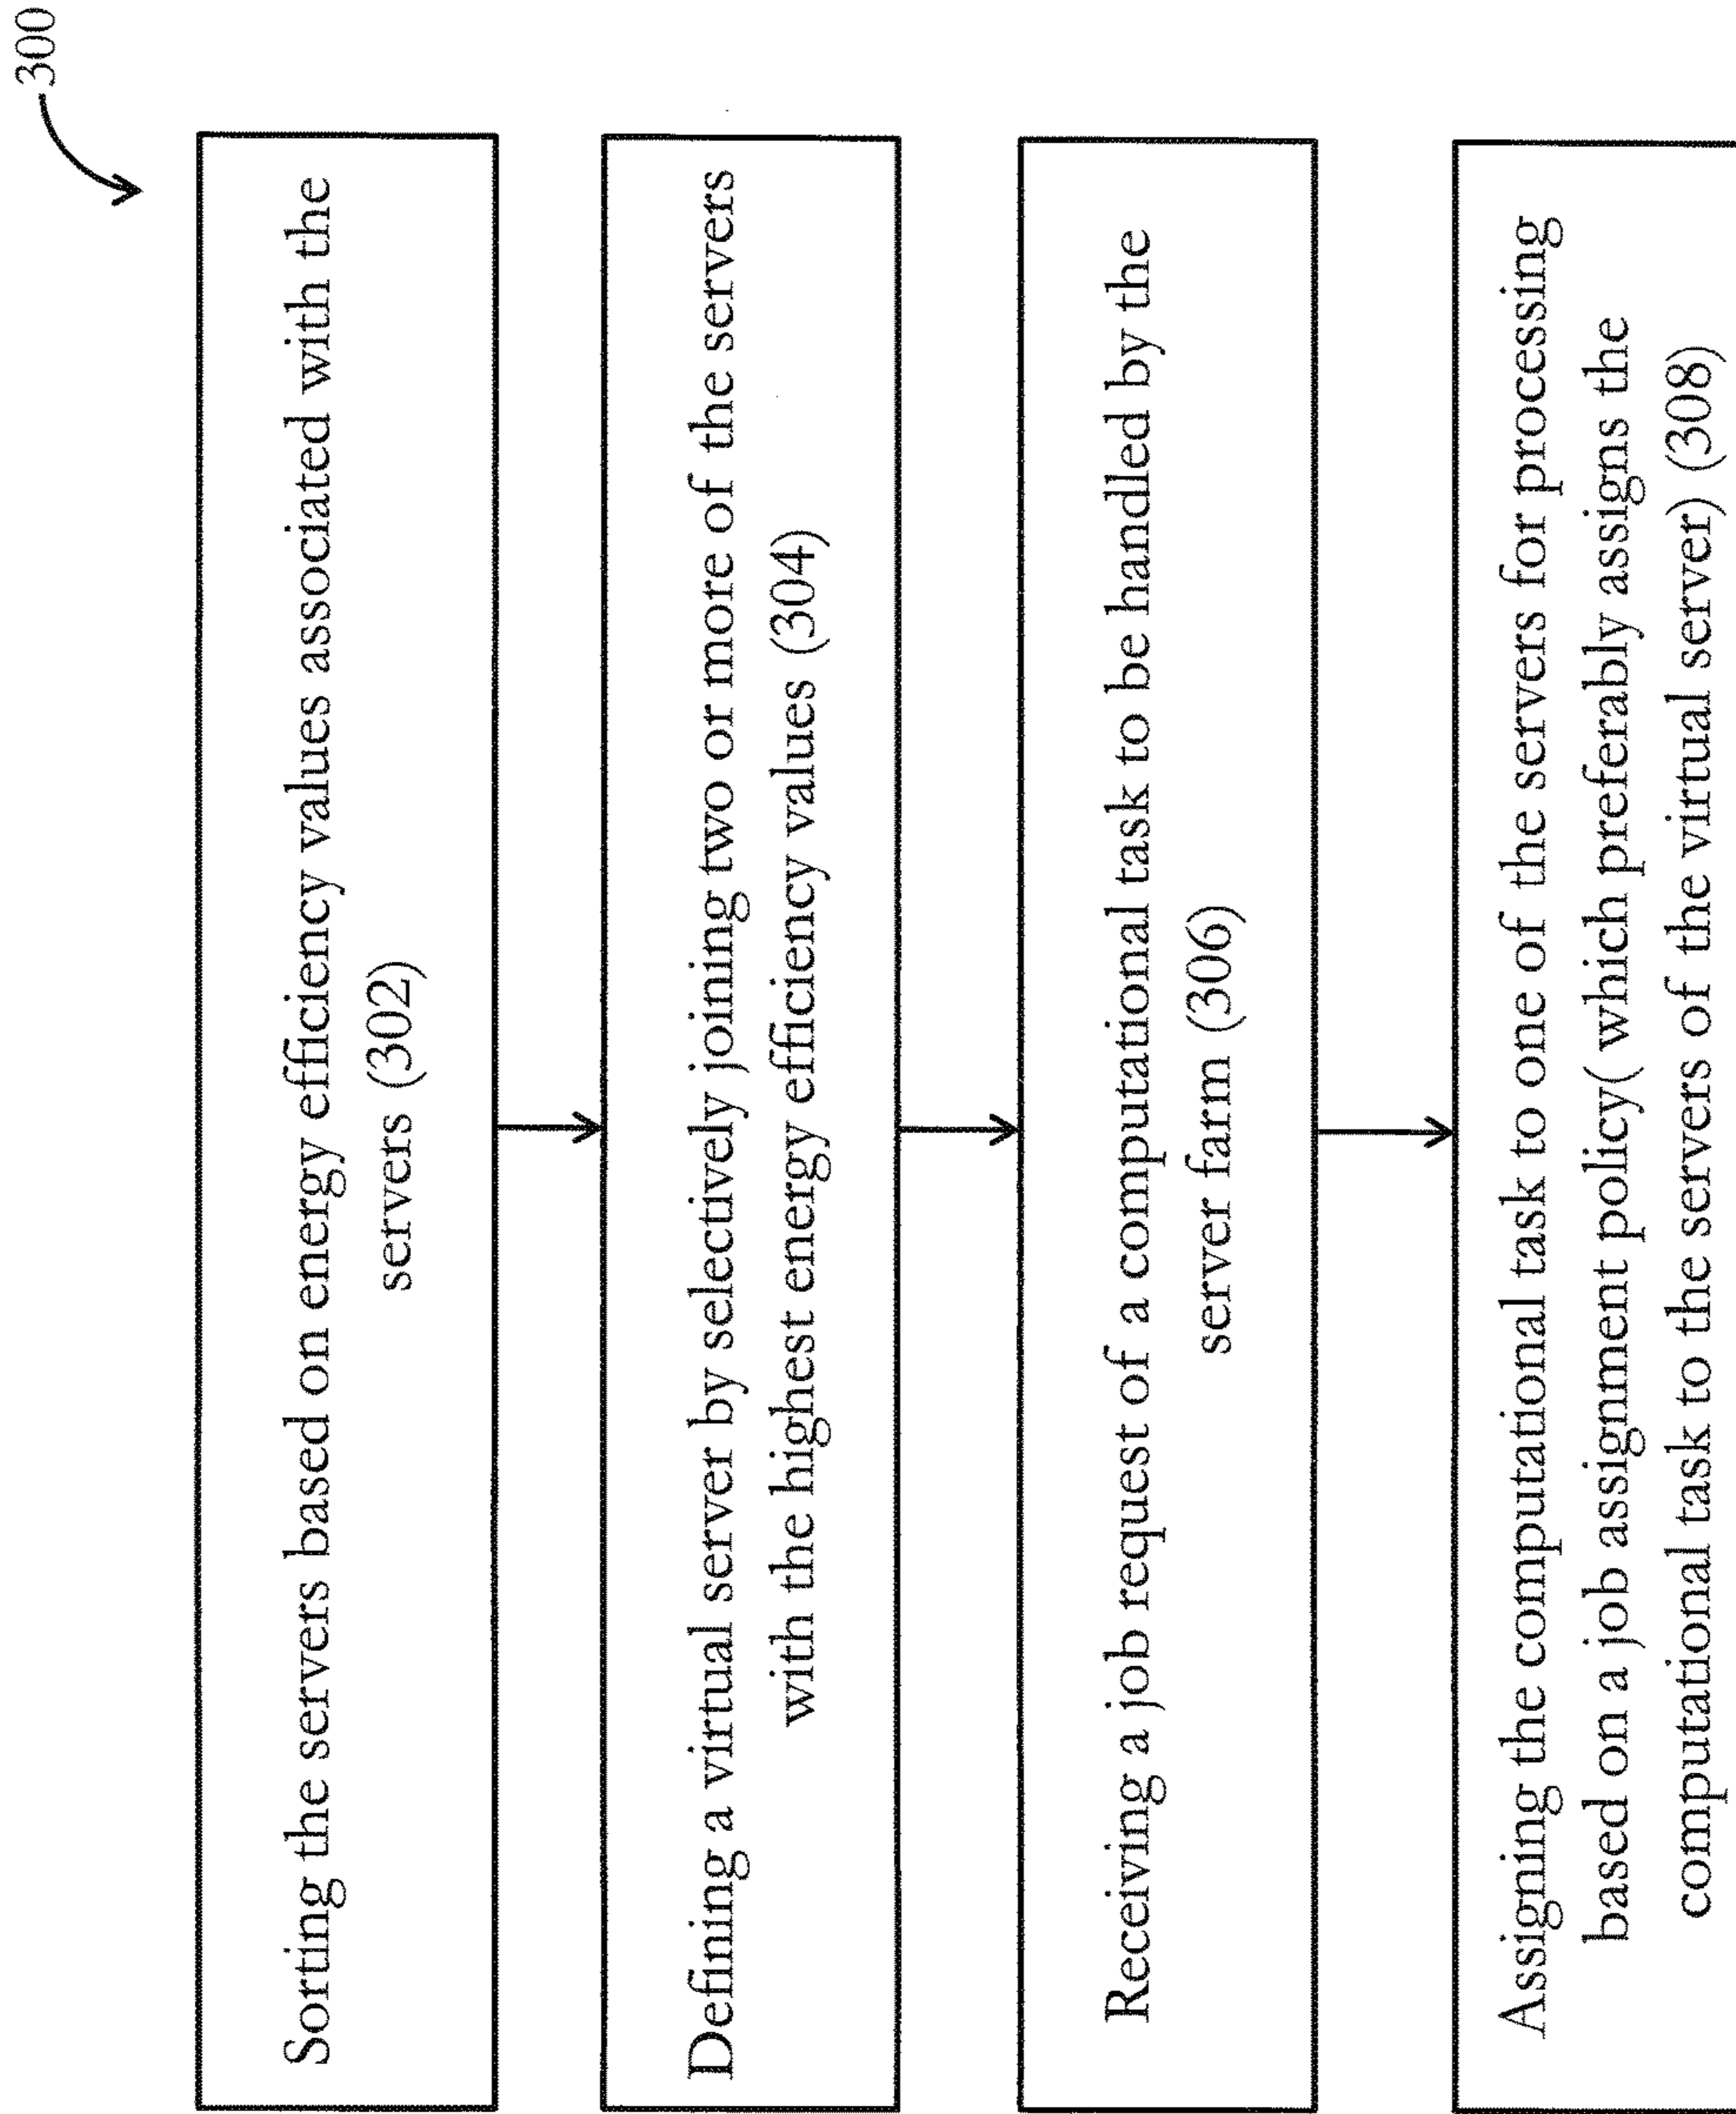 300
Sorting the servers based on energy efficiency values associated with the
servers (302)
Defining a virtual server by selectively joining two or more of the servers
with the highest energy efficiency values (304)
Receiving a job request of a computational task to be handled by the
server farm (306)
Assigning the computational task to one of the servers for processing
based on a job assignment policy( which preferably assigns the
computational task to the servers of the virtual server) (308)